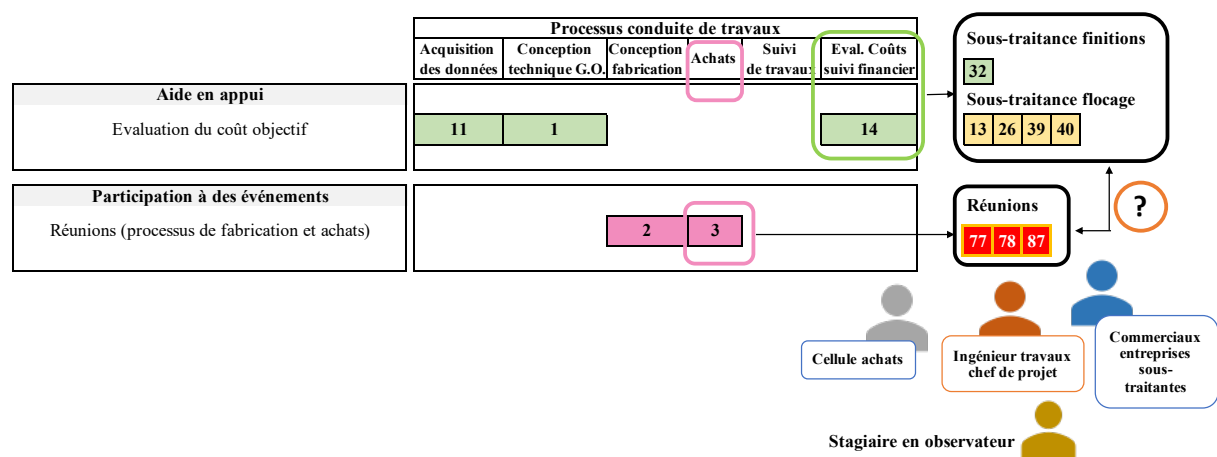 Processus conduite de travaux
Acquisition des données
Conception technique G.O.
Conception fabrication
Achats
Suivi de travaux
Eval. Coûts suivi financier
Aide en appui
Evaluation du coût objectif
11 1 14
Sous-traitance finitions
32
Sous-traitance flocage
13 26 39 40
Participation à des événements
Réunions (processus de fabrication et achats)
2 3
Réunions
77 78 87
?
Cellule achats
Ingénieur travaux
chef de projet
Commerciaux
entreprises
sous-
traitantes
Stagiaire en observateur